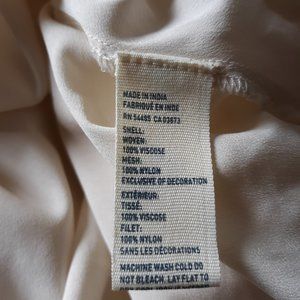 MADE IN INDIA
FABRIQUÉ EN INDE
RN 54485 CA 03973
SHELL:
WOVEN:
100% VISCOSE
MESH:
100% NYLON
EXCLUSIVE OF DECORATION
EXTÉRIEUR:
TISSÉ:
100% VISCOSE
FILET:
100% NYLON
SANS LES DÉCORATIONS
MACHINE WASH COLD DO
NOT BLEACH. LAY FLAT TO